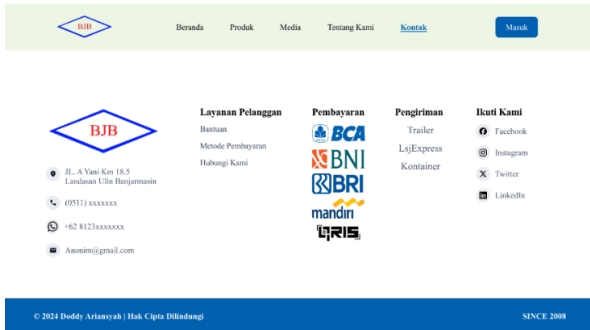 BJB
Beranda Produk Media Tentang Kami Kontak Masuk
BJB
JL. A Yani Km 18.5
Landasan Ulin Banjarmasin
(0511) xxxxxxx
+62 8123xxxxxxx
Anonim@gmail.com
Layanan Pelanggan
Bantuan
Metode Pembayaran
Hubungi Kami
Pembayaran
BCA
BNI
BRI
mandiri
QRIS
Pengiriman
Trailer
LsjExpress
Kontainer
Ikuti Kami
Facebook
Instagram
Twitter
LinkedIn
© 2024 Doddy Ariansyah | Hak Cipta Dilindungi
SINCE 2008